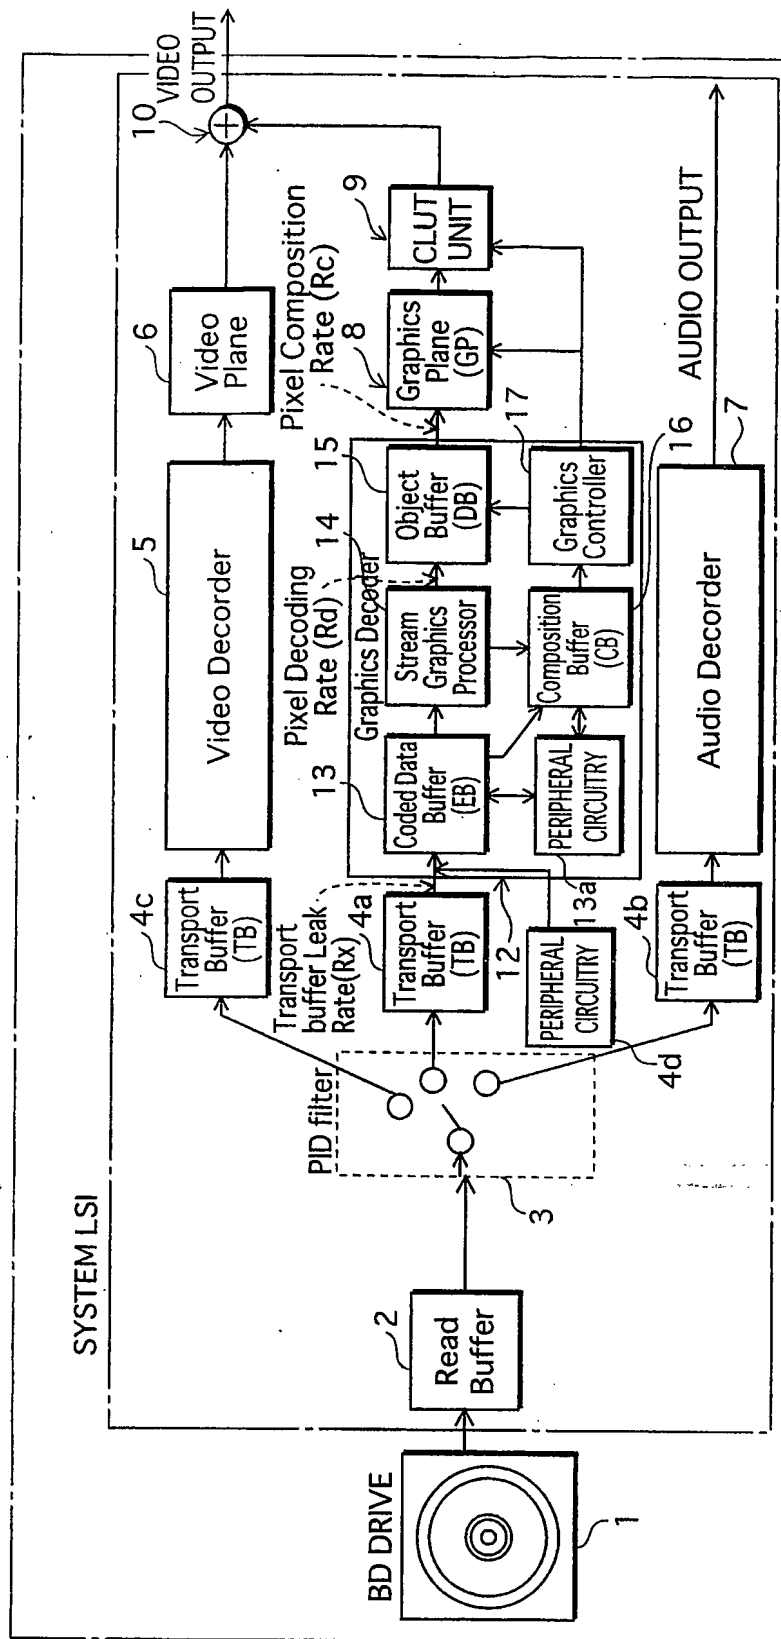 SYSTEM LSI
BD DRIVE
1
2
Read
Buffer
PID filter
3
4c
Transport
Buffer
(TB)
Transport
buffer Leak
Rate(Rx)
4a
Transport
Buffer
(TB)
PERIPHERAL
CIRCUITRY
4d
4b
Transport
Buffer
(TB)
5
Video Decorder
6
Video
Plane
10
VIDEO
OUTPUT
Pixel Decoding
Rate (Rd)
Graphics Decoder
12
13
Coded Data
Buffer
(EB)
PERIPHERAL
CIRCUITRY
13a
14
Stream
Graphics
Processor
15
Object
Buffer
(DB)
Composition
Buffer
(CB)
16
17
Graphics
Controller
Pixel Composition
Rate (Rc)
8
Graphics
Plane
(GP)
9
CLUT
UNIT
Audio Decorder
7
AUDIO OUTPUT